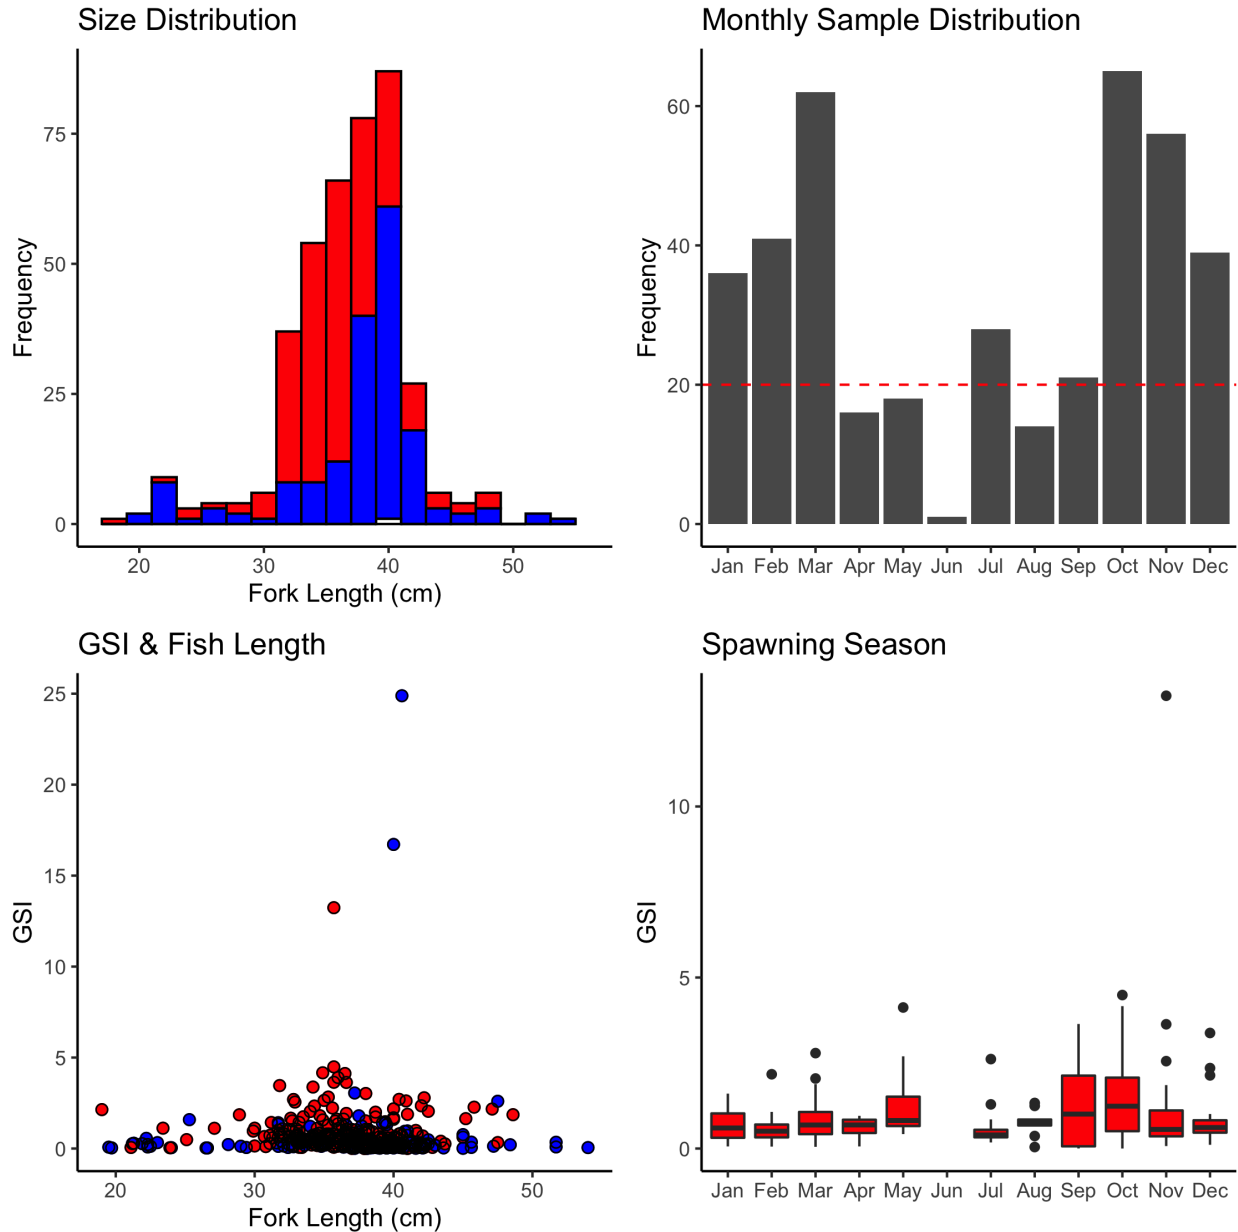 Size Distribution
Frequency
75
50
25
0
20 30 40 50
Fork Length (cm)
Monthly Sample Distribution
Frequency
60
40
20
0
Jan Feb Mar Apr May Jun Jul Aug Sep Oct Nov Dec
GSI & Fish Length
GSI
25
20
15
10
5
0
20 30 40 50
Fork Length (cm)
Spawning Season
GSI
10
5
0
Jan Feb Mar Apr May Jun Jul Aug Sep Oct Nov Dec